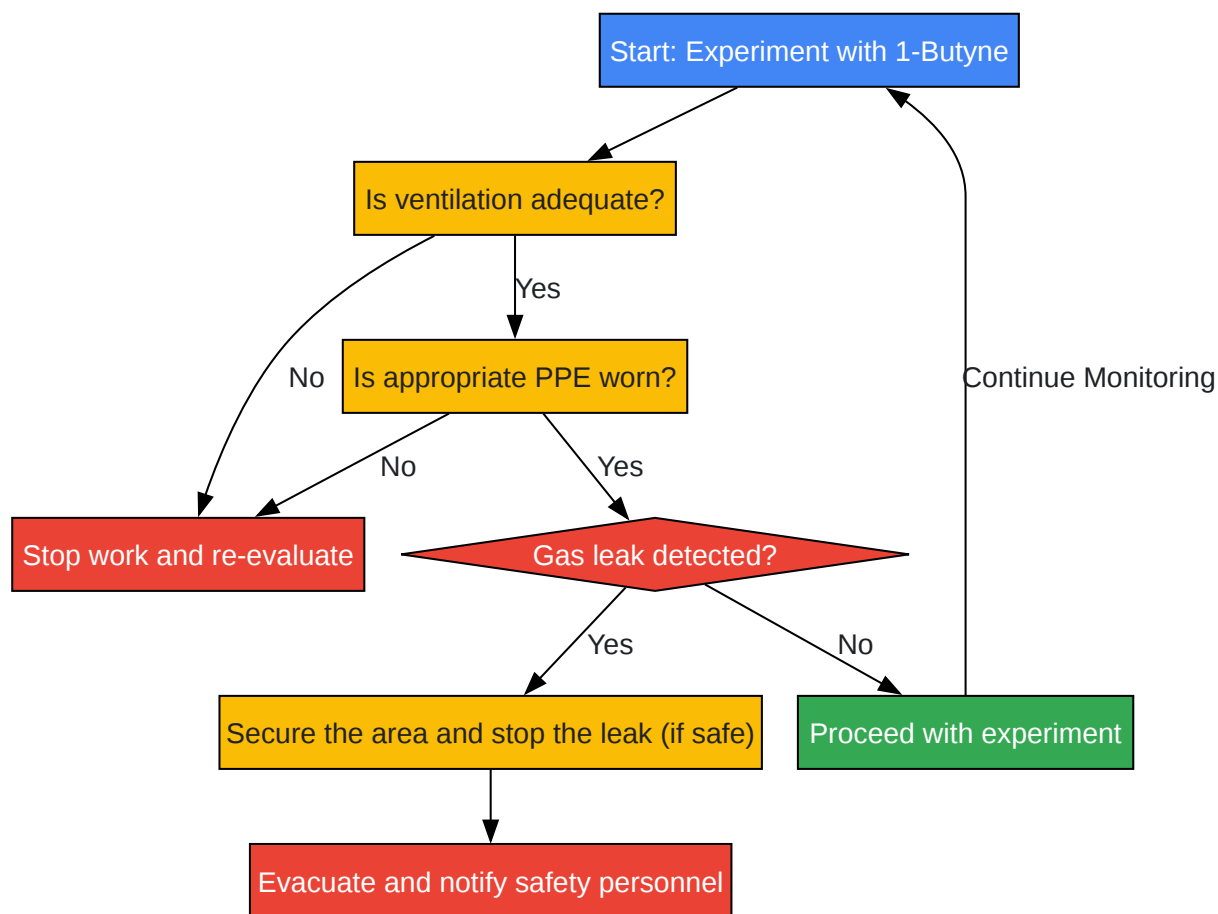 Start: Experiment with 1-Butyne
Is ventilation adequate?
Yes
No
Is appropriate PPE worn?
Continue Monitoring
No
Yes
Stop work and re-evaluate
Gas leak detected?
Yes
No
Secure the area and stop the leak (if safe)
Proceed with experiment
Evacuate and notify safety personnel